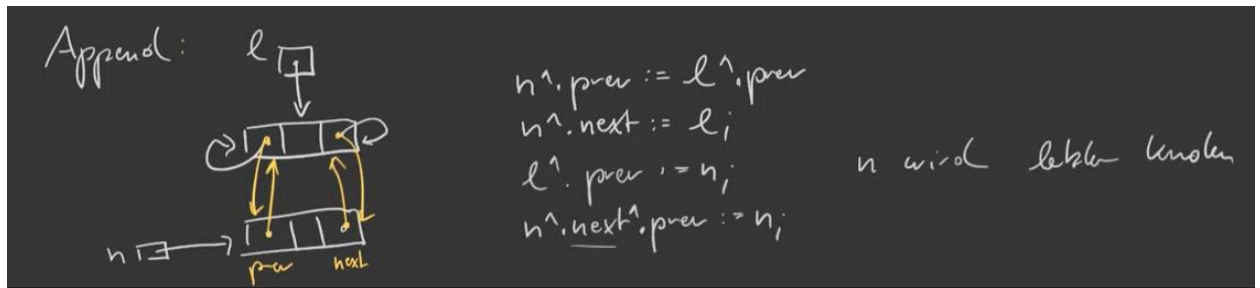 Append: l
n^.prev := l^.prev
n^.next := l;
l^.prev := n;
n^.next^.prev := n;
n wird letzter Knoten
n
prev next